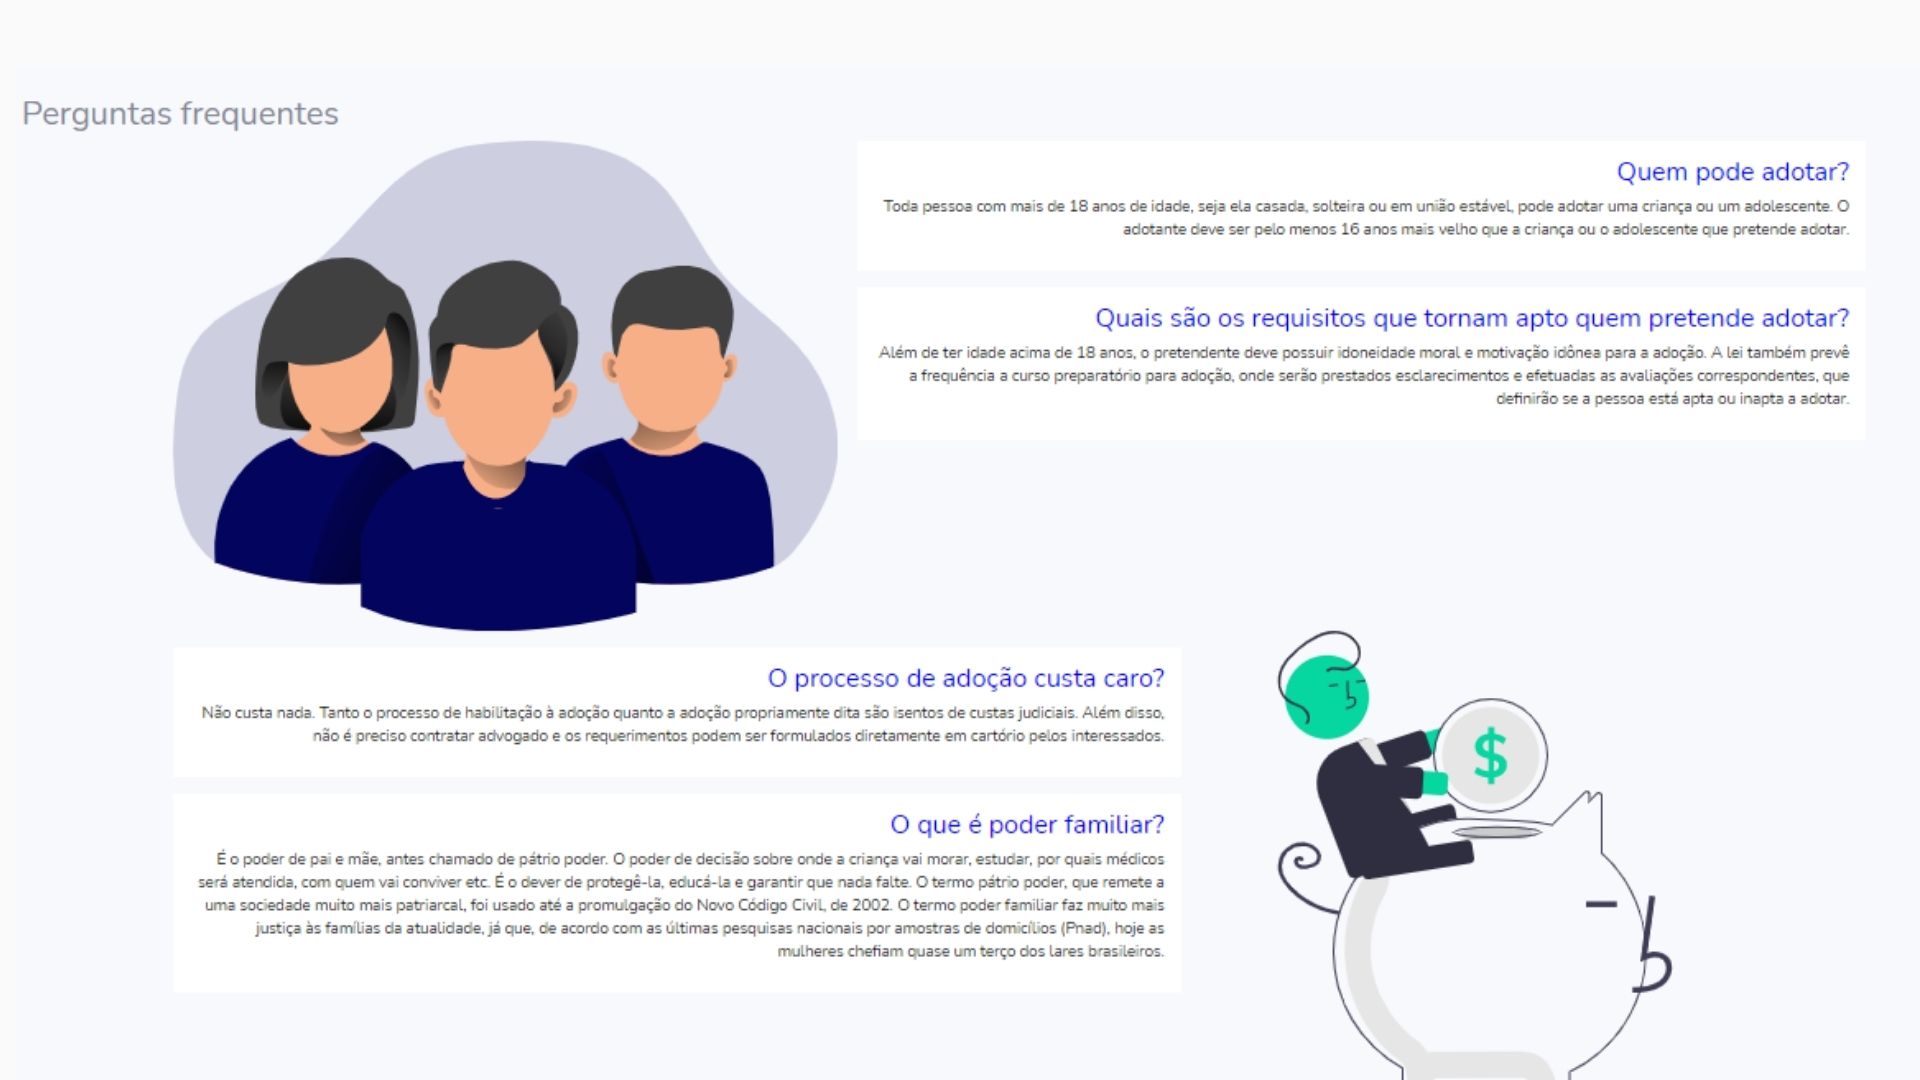 Perguntas frequentes
Quem pode adotar?
Toda pessoa com mais de 18 anos de idade, seja ela casada, solteira ou em união estável, pode adotar uma criança ou um adolescente. O
adotante deve ser pelo menos 16 anos mais velho que a criança ou o adolescente que pretende adotar.
Quais são os requisitos que tornam apto quem pretende adotar?
Além de ter idade acima de 18 anos, o pretendente deve possuir idoneidade moral e motivação idônea para a adoção. A lei também prevê
a frequência a curso preparatório para adoção, onde serão prestados esclarecimentos e efetuadas as avaliações correspondentes, que
definirão se a pessoa está apta ou inapta a adotar.
O processo de adoção custa caro?
Não custa nada. Tanto o processo de habilitação à adoção quanto a adoção propriamente dita são isentos de custas judiciais. Além disso,
não é preciso contratar advogado e os requerimentos podem ser formulados diretamente em cartório pelos interessados.
O que é poder familiar?
É o poder de pai e mãe, antes chamado de pátrio poder. O poder de decisão sobre onde a criança vai morar, estudar, por quais médicos
será atendida, com quem vai conviver etc. É o dever de protegê-la, educá-la e garantir que nada falte. O termo pátrio poder, que remete a
uma sociedade muito mais patriarcal, foi usado até a promulgação do Novo Código Civil, de 2002. O termo poder familiar faz muito mais
justiça às famílias da atualidade, já que, de acordo com as últimas pesquisas nacionais por amostras de domicílios (Pnad), hoje as
mulheres chefiam quase um terço dos lares brasileiros.
$